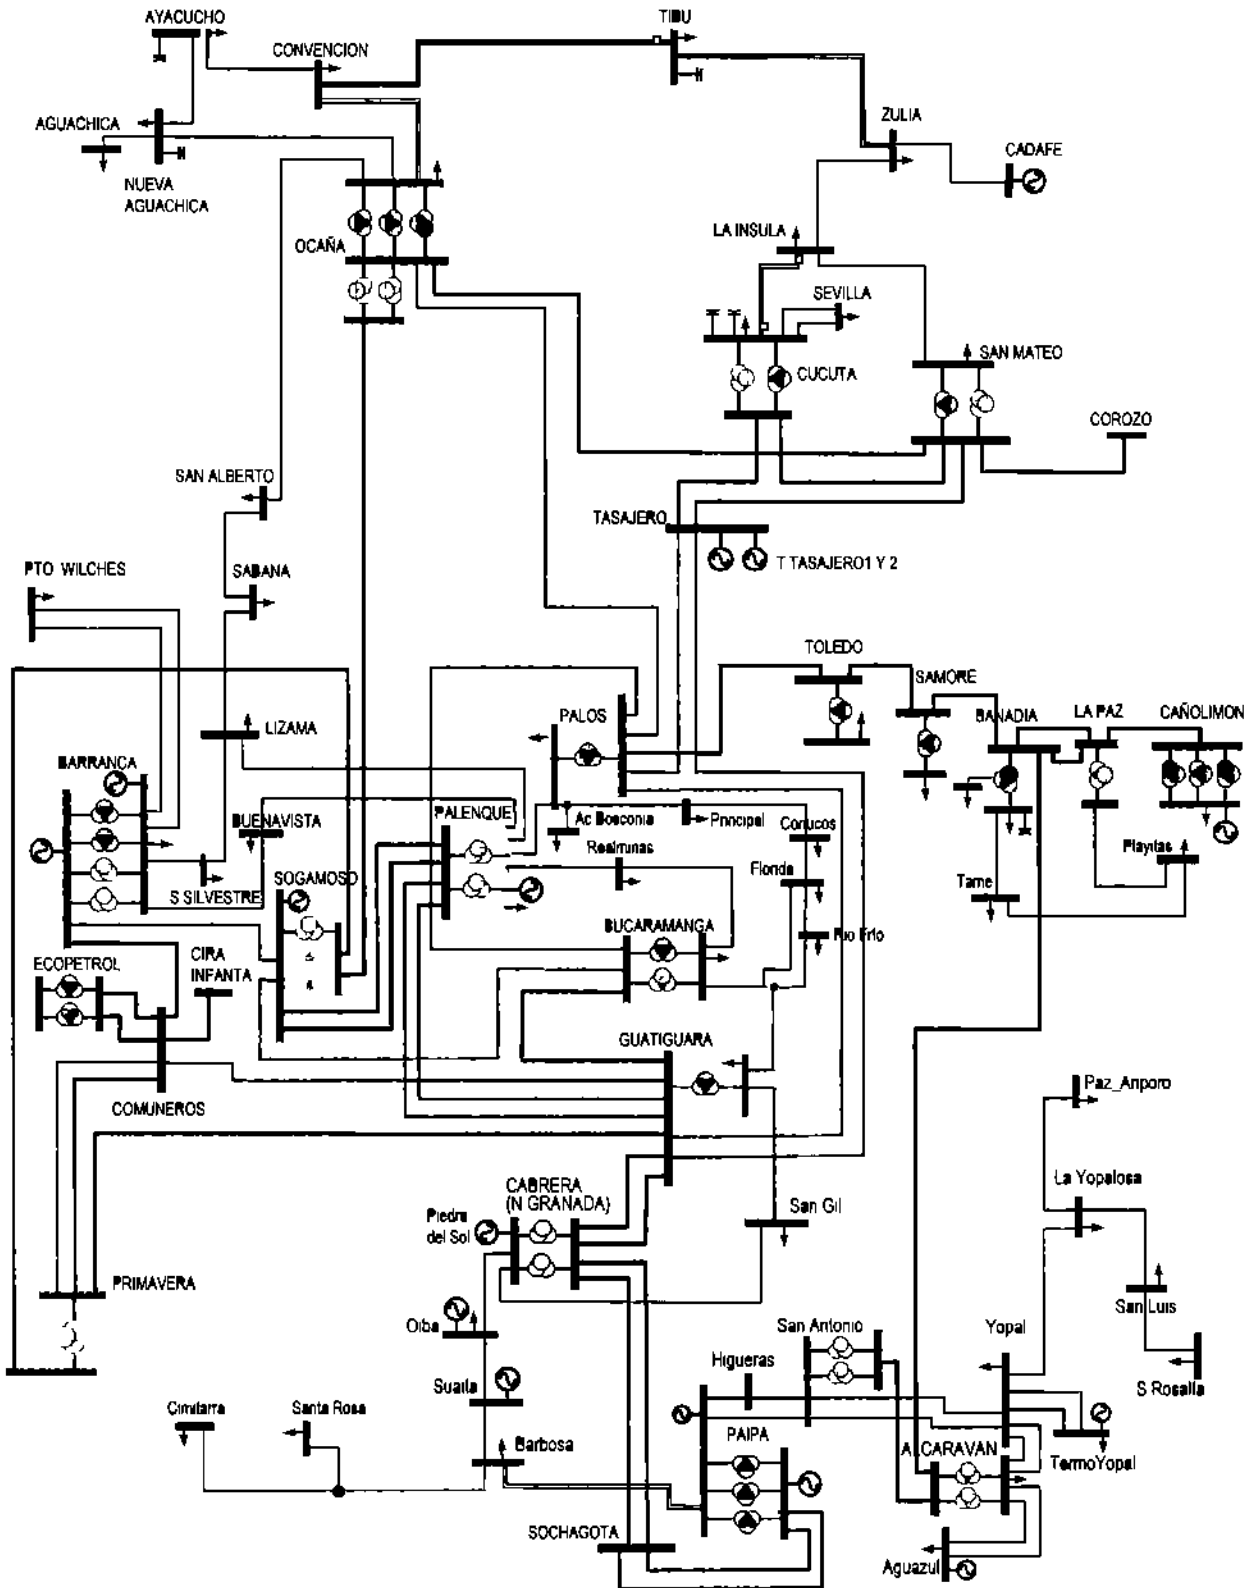 AYACUCHO
TIBU
CONVENCION
AGUACHICA
ZULIA
CADAFE
NUEVA
AGUACHICA
OCAÑA
LA INSULA
SEVILLA
SAN MATEO
CUCUTA
COROZO
SAN ALBERTO
TASAJERO
T TASAJERO1 Y 2
PTO WILCHES
SABANA
TOLEDO
SAMORE
PALOS
BANADIA
LA PAZ
CAÑOLIMON
LIZAMA
BARRANCA
BUENAVISTA
PALENQUE
Ac Bosconia
Principal
Conucos
Realminas
Florida
Playitas
Tame
S SILVESTRE
SOGAMOSO
BUCARAMANGA
Rio Frio
ECOPETROL
CIRA
INFANTA
GUATIGUARA
COMUNEROS
Paz_Ariporo
CABRERA
(N GRANADA)
San Gil
La Yopalosa
Piedra
del Sol
PRIMAVERA
San Luis
Oiba
San Antonio
Yopal
Higueras
S Rosalia
Suaita
Cimitarra
Santa Rosa
Barbosa
PAIPA
ALCARAVAN
TermoYopal
SOCHAGOTA
Aguazul